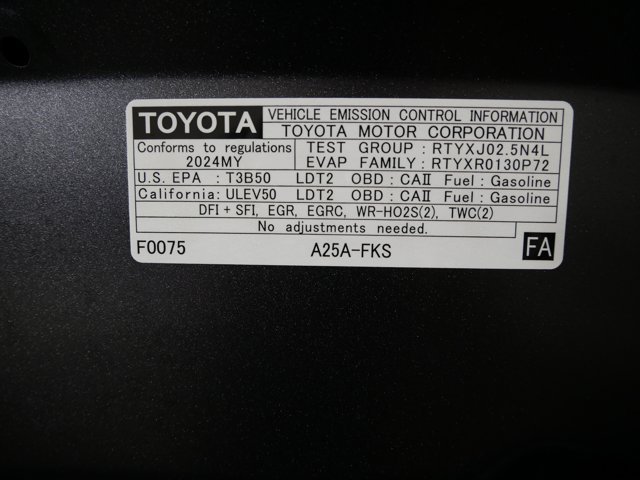 TOYOTA
VEHICLE EMISSION CONTROL INFORMATION
TOYOTA MOTOR CORPORATION
Conforms to regulations
2024MY
TEST GROUP : RTYXJ02.5N4L
EVAP FAMILY : RTYXR0130P72
U.S. EPA : T3B50 LDT2 OBD : CAⅡ Fuel : Gasoline
California: ULEV50 LDT2 OBD : CAⅡ Fuel : Gasoline
DFI + SFI, EGR, EGRC, WR-HO2S(2), TWC(2)
No adjustments needed.
F0075 A25A-FKS FA